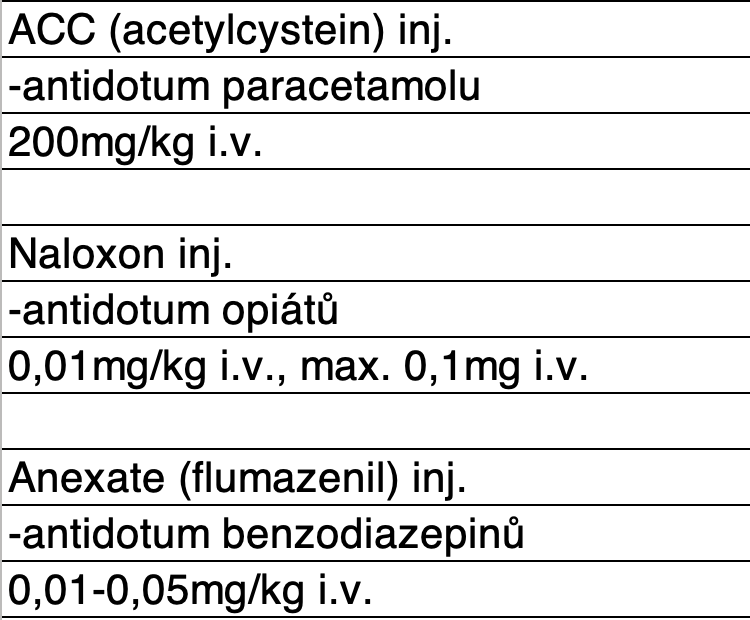 ACC (acetylcystein) inj.
-antidotum paracetamolu
200mg/kg i.v.
Naloxon inj.
-antidotum opiátů
0,01mg/kg i.v., max. 0,1mg i.v.
Anexate (flumazenil) inj.
-antidotum benzodiazepinů
0,01-0,05mg/kg i.v.